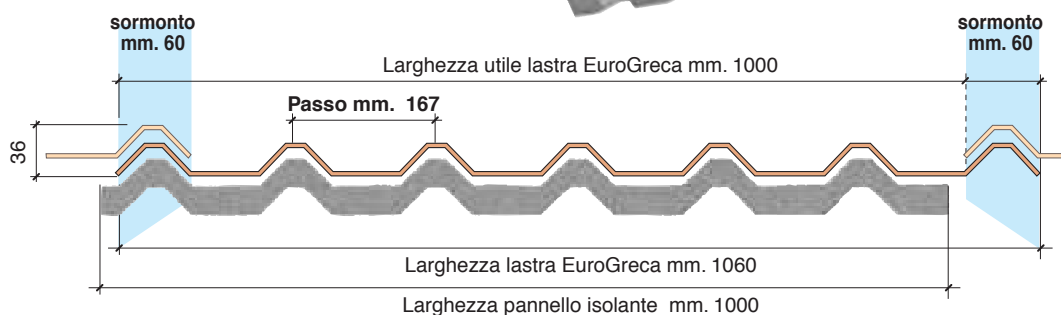 sormonto
mm. 60
sormonto
mm. 60
Larghezza utile lastra EuroGreca mm. 1000
Passo mm. 167
36
Larghezza lastra EuroGreca mm. 1060
Larghezza pannello isolante mm. 1000